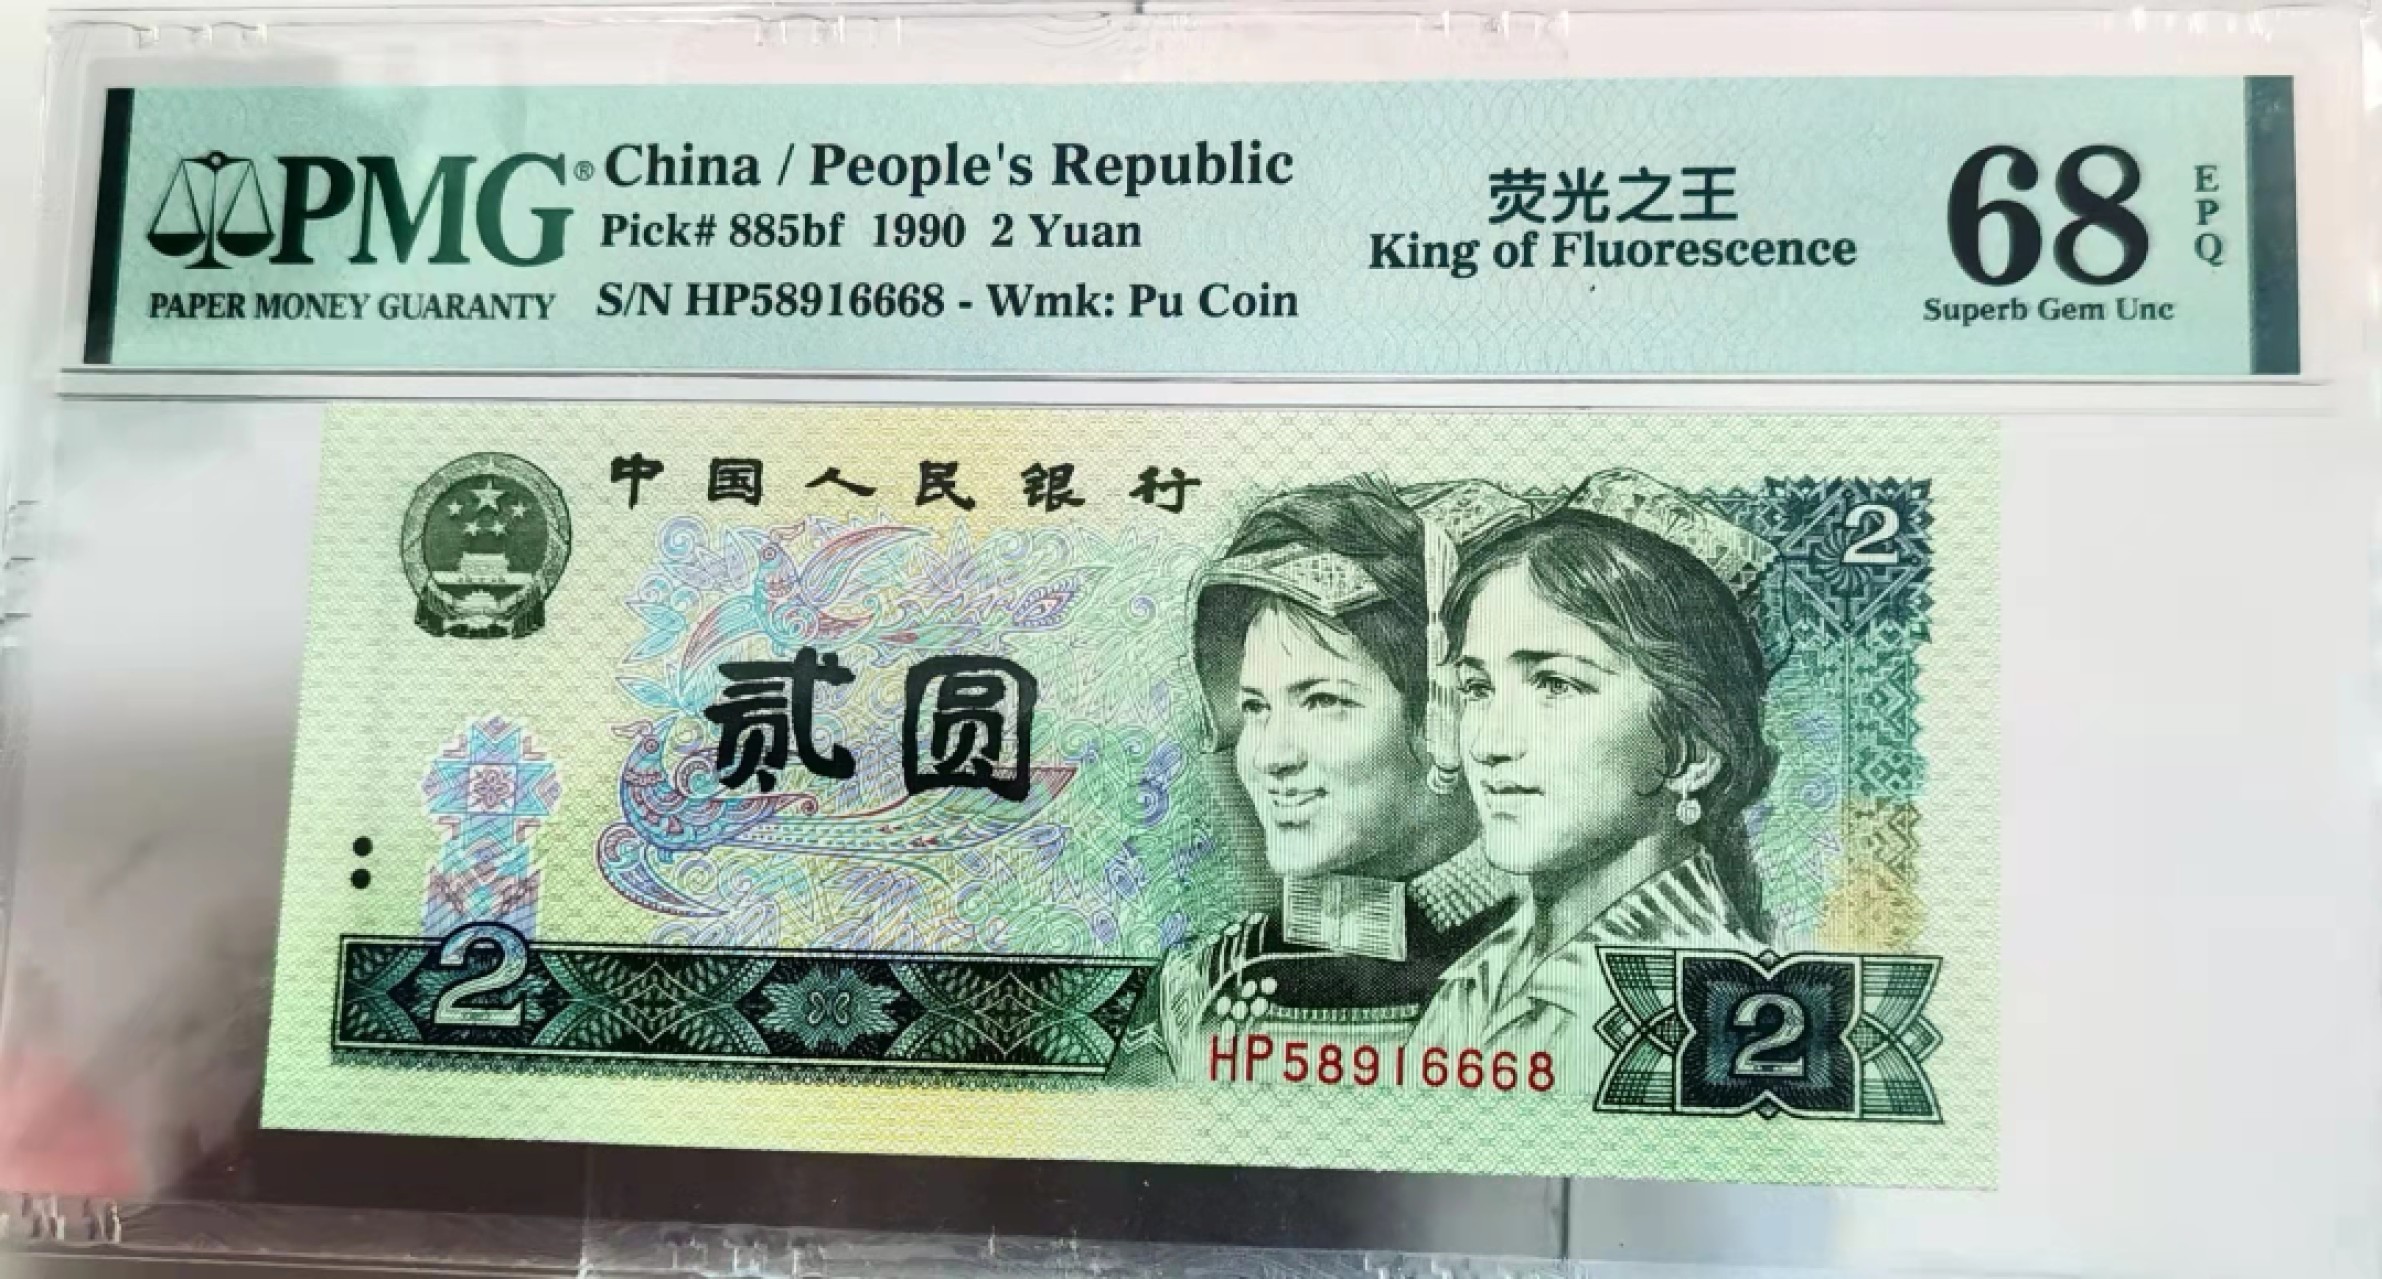 PMG® China / People's Republic
Pick# 885bf 1990 2 Yuan
PAPER MONEY GUARANTY
S/N HP58916668 - Wmk: Pu Coin
荧光之王
King of Fluorescence
68
EPQ
Superb Gem Unc
中国人民银行
2
贰圆
2
HP58916668
2